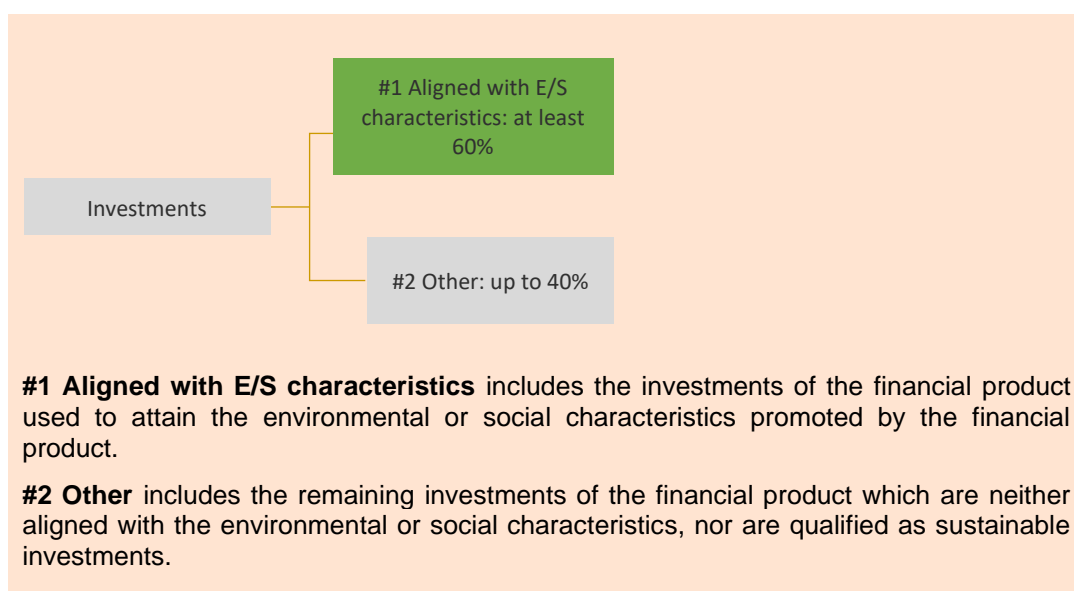 #1 Aligned with E/S
characteristics: at least
60%
Investments
#2 Other: up to 40%
#1 Aligned with E/S characteristics includes the investments of the financial product
used to attain the environmental or social characteristics promoted by the financial
product.
#2 Other includes the remaining investments of the financial product which are neither
aligned with the environmental or social characteristics, nor are qualified as sustainable
investments.